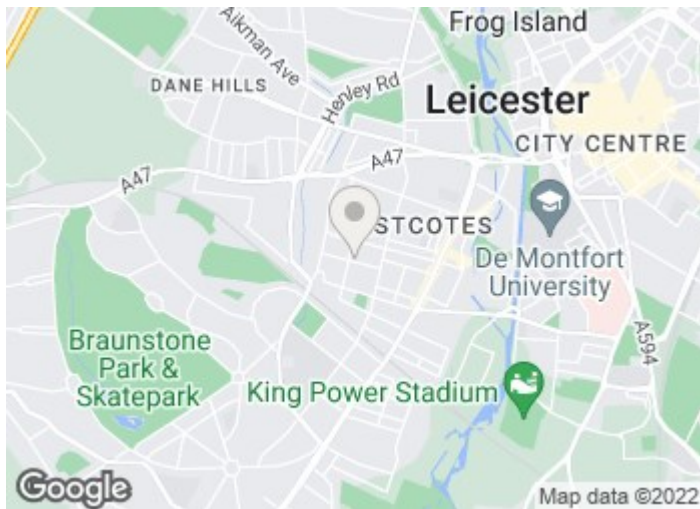 Frog Island
Aikman Ave
DANE HILLS
Henley Rd
Leicester
CITY CENTRE
A47
A47
STCOTES
De Montfort
University
A594
Braunstone
Park &
Skatepark
King Power Stadium
Google
Map data ©2022